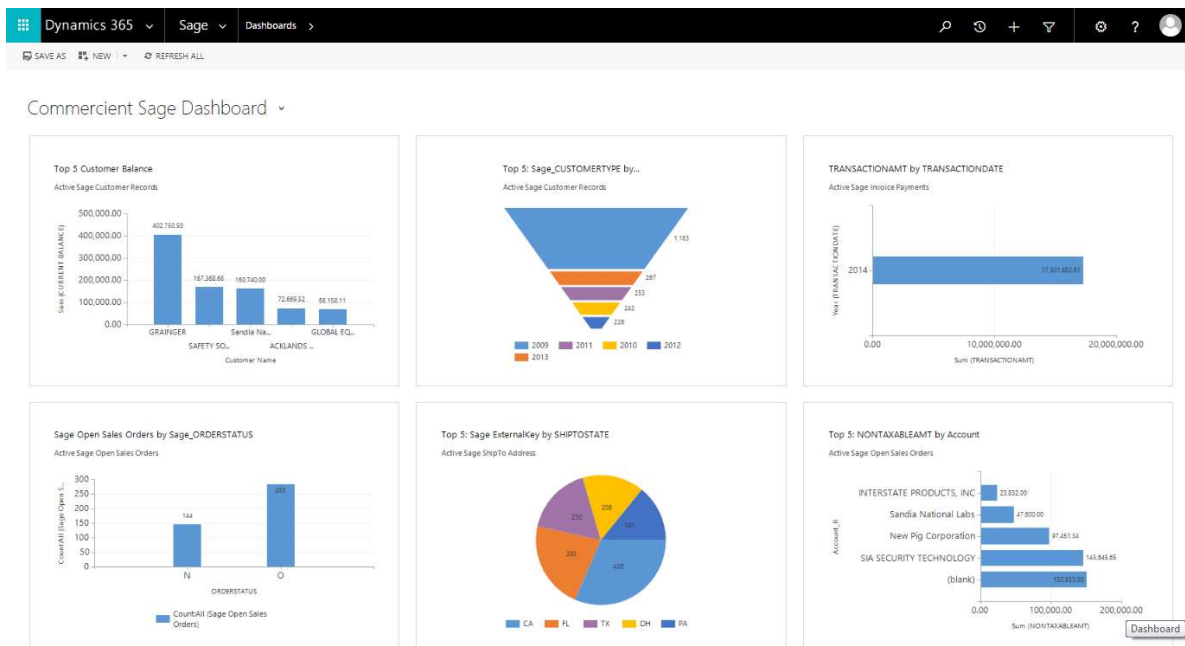 Dynamics 365 Sage Dashboards
SAVE AS NEW REFRESH ALL
Commercient Sage Dashboard
Top 5 Customer Balance
Active Sage Customer Records
Sum (CURRENT BALANCE)
500,000.00
400,000.00
300,000.00
200,000.00
100,000.00
0.00
402,750.50
167,368.68
160,740.00
72,669.52
68,158.11
GRAINGER
SAFETY SO...
Sandia Na...
ACKLANDS ...
GLOBAL EQ...
Customer Name
Top 5: Sage_CUSTOMERTYPE by...
Active Sage Customer Records
1,183
267
253
242
228
2009 2011 2010 2012
2013
TRANSACTIONAMT by TRANSACTIONDATE
Active Sage Invoice Payments
Year (TRANSACTIONDATE)
2014
0.00 10,000,000.00 20,000,000.00
Sum (TRANSACTIONAMT)
Sage Open Sales Orders by Sage_ORDERSTATUS
Active Sage Open Sales Orders
CountAll (Sage Open S...
300
250
200
150
100
50
0
144
282
N O
ORDERSTATUS
CountAll (Sage Open Sales
Orders)
Top 5: Sage ExternalKey by SHIPTOSTATE
Active Sage ShipTo Address
230
206
161
295
CA FL TX OH PA
Top 5: NONTAXABLEAMT by Account
Active Sage Open Sales Orders
Account_R
INTERSTATE PRODUCTS, INC 23,832.00
Sandia National Labs 47,600.00
New Pig Corporation 97,451.34
SIA SECURITY TECHNOLOGY 145,645.65
(blank)
0.00 100,000.00 200,000.00
Sum (NONTAXABLEAMT)
Dashboard